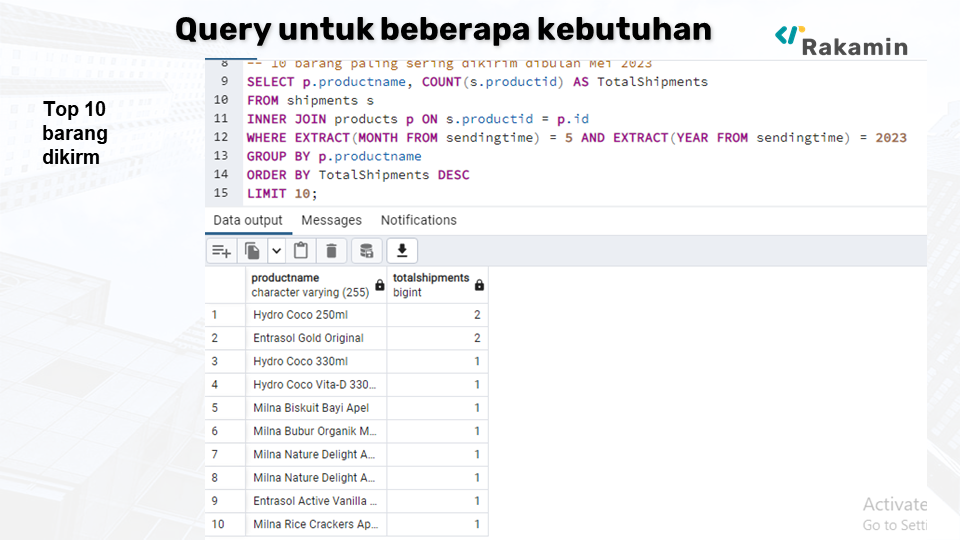 Query untuk beberapa kebutuhan
Rakamin
Top 10
barang
dikirm
8 -- 10 barang paling sering dikirim dibulan Mei 2023
9 SELECT p.productname, COUNT(s.productid) AS TotalShipments
10 FROM shipments s
11 INNER JOIN products p ON s.productid = p.id
12 WHERE EXTRACT(MONTH FROM sendingtime) = 5 AND EXTRACT(YEAR FROM sendingtime) = 2023
13 GROUP BY p.productname
14 ORDER BY TotalShipments DESC
15 LIMIT 10;
Data output Messages Notifications
productname totalshipments
character varying (255) bigint
1 Hydro Coco 250ml 2
2 Entrasol Gold Original 2
3 Hydro Coco 330ml 1
4 Hydro Coco Vita-D 330... 1
5 Milna Biskuit Bayi Apel 1
6 Milna Bubur Organik M... 1
7 Milna Nature Delight A... 1
8 Milna Nature Delight A... 1
9 Entrasol Active Vanilla ... 1
10 Milna Rice Crackers Ap... 1
Activate
Go to Setti